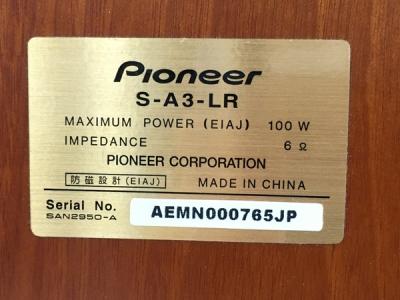 Pioneer
S-A3-LR
MAXIMUM POWER (EIAJ) 100 W
IMPEDANCE 6 Ω
PIONEER CORPORATION
防磁設計(EIAJ) MADE IN CHINA
Serial No. AEMN000765JP
SAN2950-A